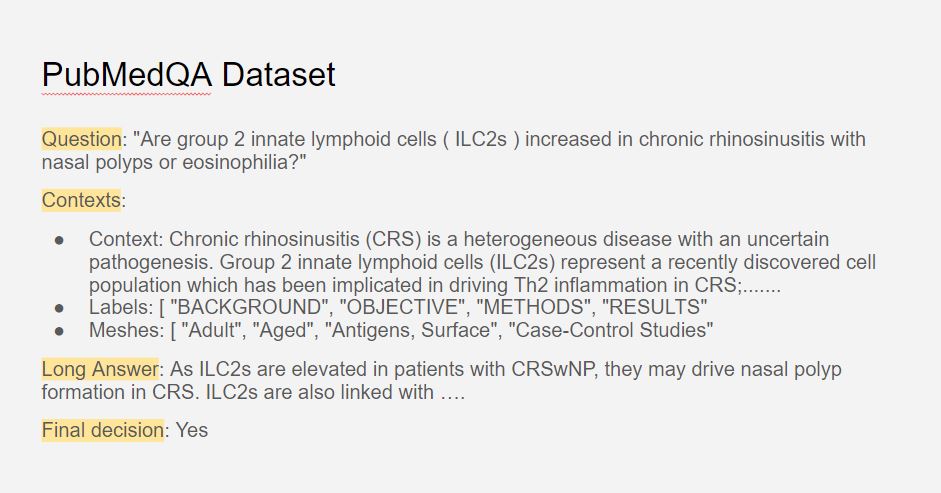 PubMedQA Dataset
Question: "Are group 2 innate lymphoid cells ( ILC2s ) increased in chronic rhinosinusitis with
nasal polyps or eosinophilia?"
Contexts:
● Context: Chronic rhinosinusitis (CRS) is a heterogeneous disease with an uncertain
pathogenesis. Group 2 innate lymphoid cells (ILC2s) represent a recently discovered cell
population which has been implicated in driving Th2 inflammation in CRS;.......
● Labels: [ "BACKGROUND", "OBJECTIVE", "METHODS", "RESULTS"
● Meshes: [ "Adult", "Aged", "Antigens, Surface", "Case-Control Studies"
Long Answer: As ILC2s are elevated in patients with CRSwNP, they may drive nasal polyp
formation in CRS. ILC2s are also linked with ….
Final decision: Yes